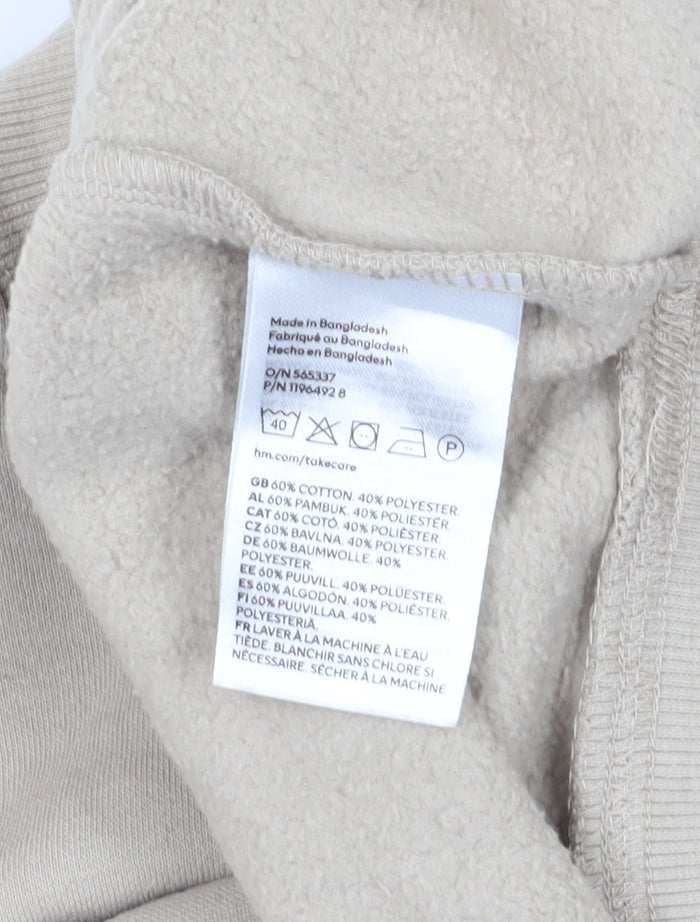 Made in Bangladesh
Fabriqué au Bangladesh
Hecho en Bangladesh
O/N 565337
P/N 1196492 8
40
P
hm.com/takecare
GB 60% COTTON. 40% POLYESTER.
AL 60% PAMBUK. 40% POLIESTER.
CAT 60% COTÓ. 40% POLIÈSTER.
CZ 60% BAVLNA. 40% POLYESTER.
DE 60% BAUMWOLLE. 40%
POLYESTER.
EE 60% PUUVILL. 40% POLÜESTER.
ES 60% ALGODÓN. 40% POLIÉSTER.
FI 60% PUUVILLAA. 40%
POLYESTERIÄ.
FR LAVER À LA MACHINE À L'EAU
TIÈDE. BLANCHIR SANS CHLORE SI
NÉCESSAIRE. SÉCHER À LA MACHINE